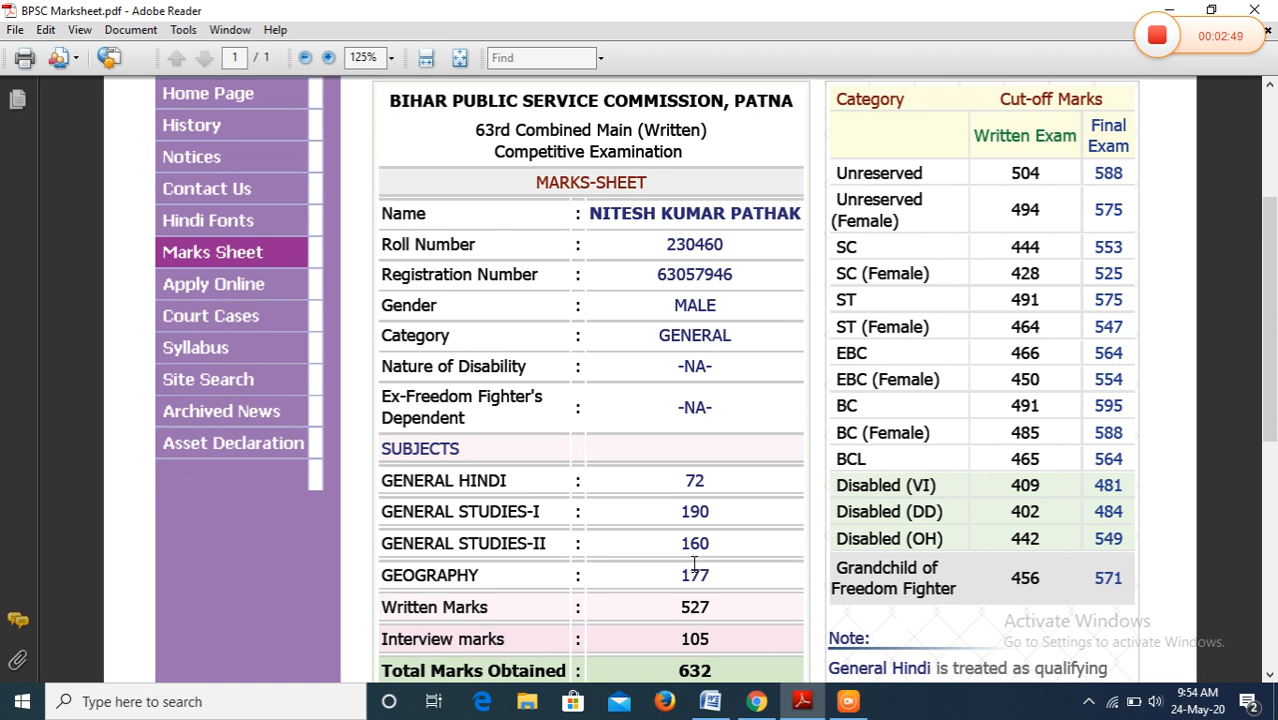 BPSC Marksheet.pdf - Adobe Reader
File Edit View Document Tools Window Help
00:02:49
1 / 1 125% Find
Home Page
History
Notices
Contact Us
Hindi Fonts
Marks Sheet
Apply Online
Court Cases
Syllabus
Site Search
Archived News
Asset Declaration
BIHAR PUBLIC SERVICE COMMISSION, PATNA
63rd Combined Main (Written)
Competitive Examination
MARKS-SHEET
Name : NITESH KUMAR PATHAK
Roll Number : 230460
Registration Number : 63057946
Gender : MALE
Category : GENERAL
Nature of Disability : -NA-
Ex-Freedom Fighter's
Dependent : -NA-
SUBJECTS
GENERAL HINDI : 72
GENERAL STUDIES-I : 190
GENERAL STUDIES-II : 160
GEOGRAPHY : 177
Written Marks : 527
Interview marks : 105
Total Marks Obtained : 632
Category Cut-off Marks
Written Exam Final
Exam
Unreserved 504 588
Unreserved
(Female) 494 575
SC 444 553
SC (Female) 428 525
ST 491 575
ST (Female) 464 547
EBC 466 564
EBC (Female) 450 554
BC 491 595
BC (Female) 485 588
BCL 465 564
Disabled (VI) 409 481
Disabled (DD) 402 484
Disabled (OH) 442 549
Grandchild of
Freedom Fighter 456 571
Note:
General Hindi is treated as qualifying
Activate Windows
Go to Settings to activate Windows.
Type here to search
9:54 AM
24-May-20
2